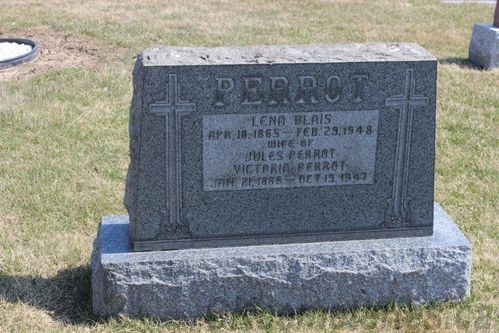 PERROT
LENA BLAIS
APR. 18, 1865 — FEB. 29, 1948
WIFE OF
JULES PERROT
VICTORIA PERROT
JAN. 21, 1886 — OCT. 19, 1947